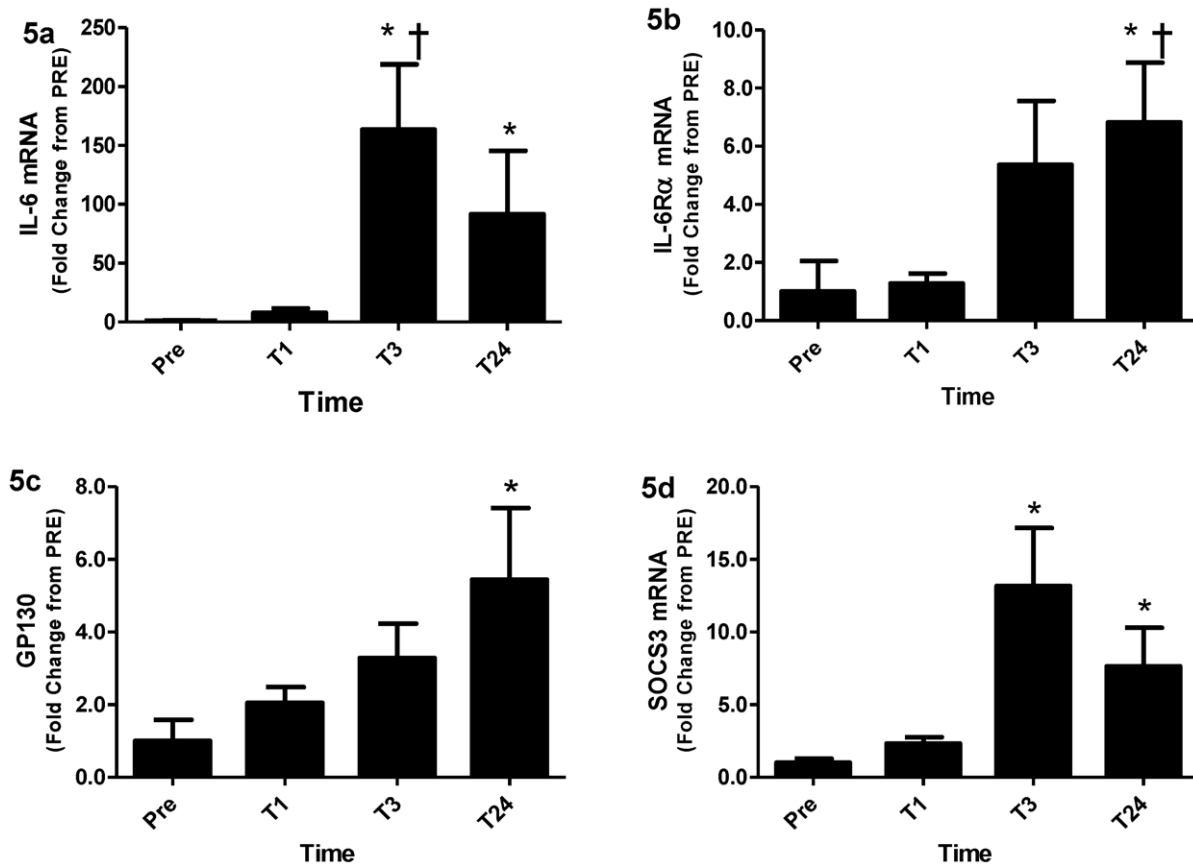 5a
IL-6 mRNA
(Fold Change from PRE)
250
200
150
100
50
0
* †
*
Pre
T1
T3
T24
Time
5b
IL-6Rα mRNA
(Fold Change from PRE)
10.0
8.0
6.0
4.0
2.0
0.0
* †
Pre
T1
T3
T24
Time
5c
GP130
(Fold Change from PRE)
8.0
6.0
4.0
2.0
0.0
*
Pre
T1
T3
T24
Time
5d
SOCS3 mRNA
(Fold Change from PRE)
20.0
15.0
10.0
5.0
0.0
*
*
Pre
T1
T3
T24
Time